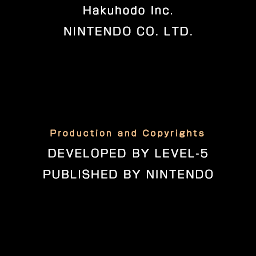 Hakuhodo Inc.
NINTENDO CO. LTD.
Production and Copyrights
DEVELOPED BY LEVEL-5
PUBLISHED BY NINTENDO